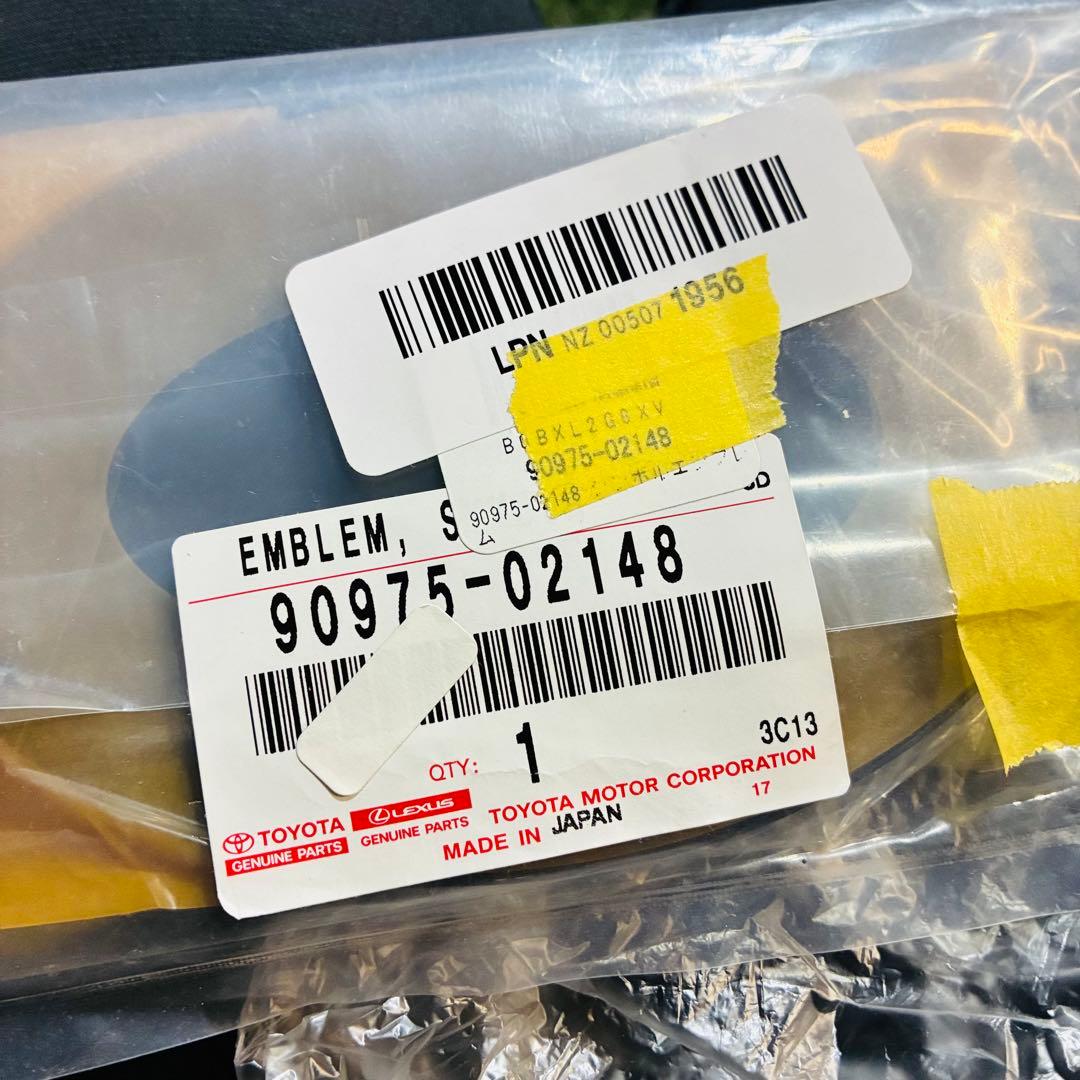 LPN NZ 00507 1956
90975-02148
90975-02148
ム
EMBLEM, S
90975-02148
QTY: 1
3C13
TOYOTA
GENUINE PARTS
LEXUS
GENUINE PARTS
TOYOTA MOTOR CORPORATION
MADE IN JAPAN
17